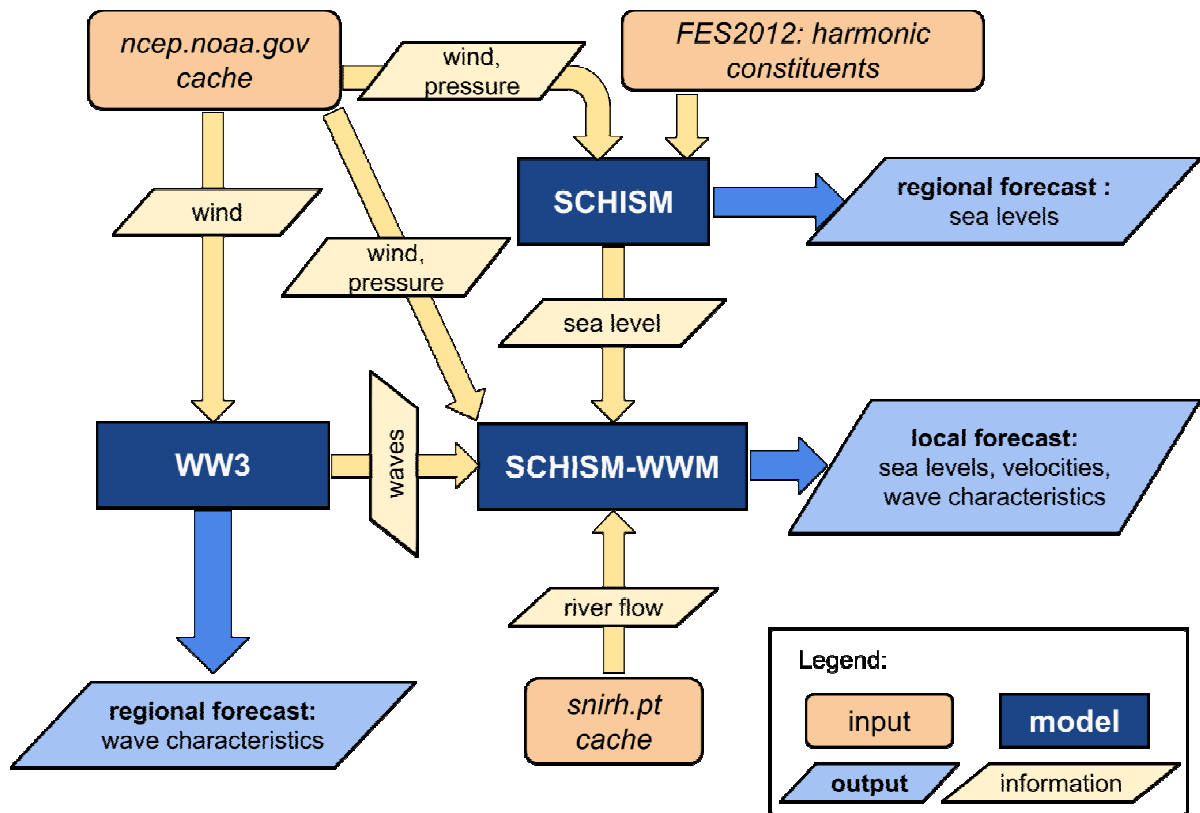 ncep.noaa.gov
cache
wind,
pressure
FES2012: harmonic
constituents
SCHISM
regional forecast :
sea levels
wind
wind,
pressure
sea level
WW3
waves
SCHISM-WWM
local forecast:
sea levels, velocities,
wave characteristics
river flow
snirh.pt
cache
regional forecast:
wave characteristics
Legend:
input
model
output
information